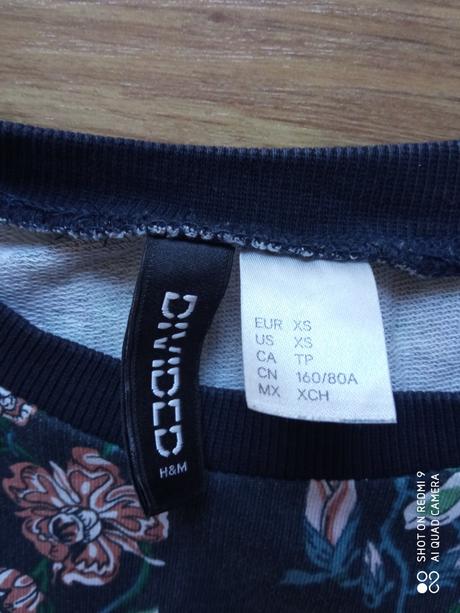 DIVIDED
H&M
EUR XS
US XS
CA TP
CN 160/80A
MX XCH
SHOT ON REDMI 9
AI QUAD CAMERA